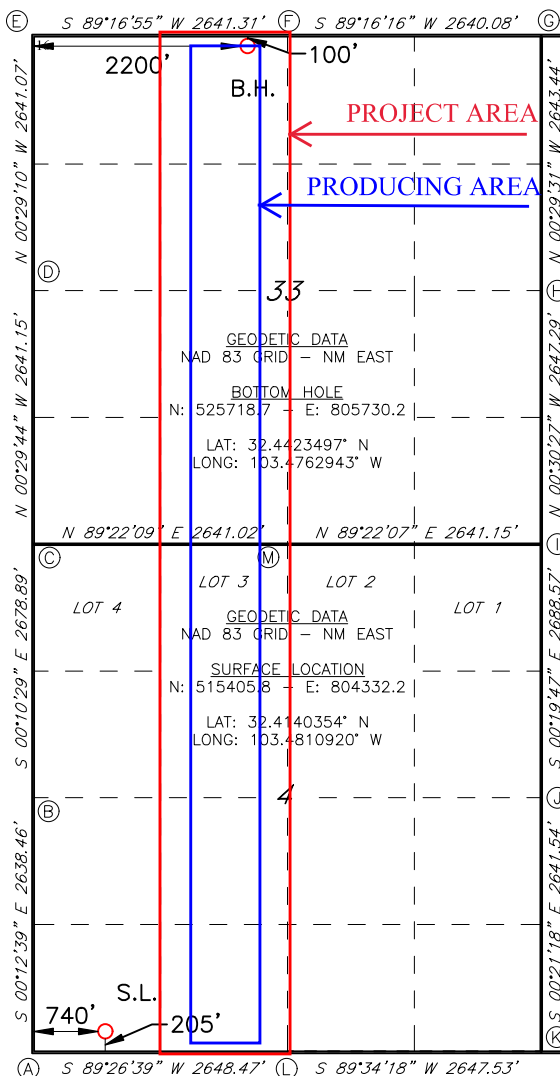 E S 89°16'55" W 2641.31' F S 89°16'16" W 2640.08' G
2200'
100'
B.H.
PROJECT AREA
PRODUCING AREA
N 00°29'10" W 2641.07'
N 00°29'31" W 2643.44'
D
33
H
GEODETIC DATA
NAD 83 GRID - NM EAST
BOTTOM HOLE
N: 525718.7 - E: 805730.2
LAT: 32.4423497° N
LONG: 103.4762943° W
N 00°29'44" W 2641.15'
N 00°30'27" W 2647.29'
N 89°22'09" E 2641.02' N 89°22'07" E 2641.15'
C M I
LOT 4 LOT 3 LOT 2 LOT 1
GEODETIC DATA
NAD 83 GRID - NM EAST
SURFACE LOCATION
N: 515405.8 - E: 804332.2
LAT: 32.4140354° N
LONG: 103.4810920° W
S 00°10'29" E 2678.89'
S 00°19'47" E 2688.57'
B
4
J
S 00°12'39" E 2638.46'
S 00°21'18" E 2641.54'
S.L.
740'
205'
K
A S 89°26'39" W 2648.47' L S 89°34'18" W 2647.53'